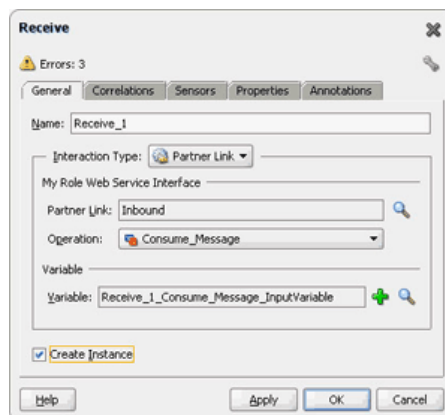 Receive
Errors: 3
General Correlations Sensors Properties Annotations
Name: Receive_1
Interaction Type: Partner Link
My Role Web Service Interface
Partner Link: Inbound
Operation: Consume_Message
Variable
Variable: Receive_1_Consume_Message_InputVariable
Create Instance
Help Apply OK Cancel